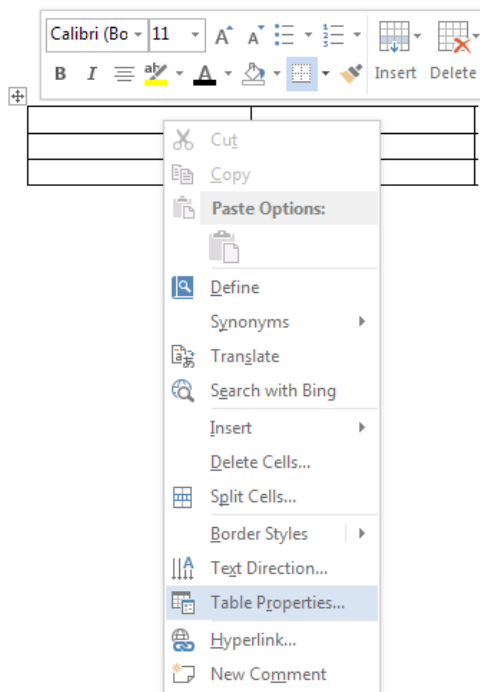 Calibri (Bo 11 A A
B I A Insert Delete
Cut
Copy
Paste Options:
Define
Synonyms
Translate
Search with Bing
Insert
Delete Cells...
Split Cells...
Border Styles
Text Direction...
Table Properties...
Hyperlink...
New Comment